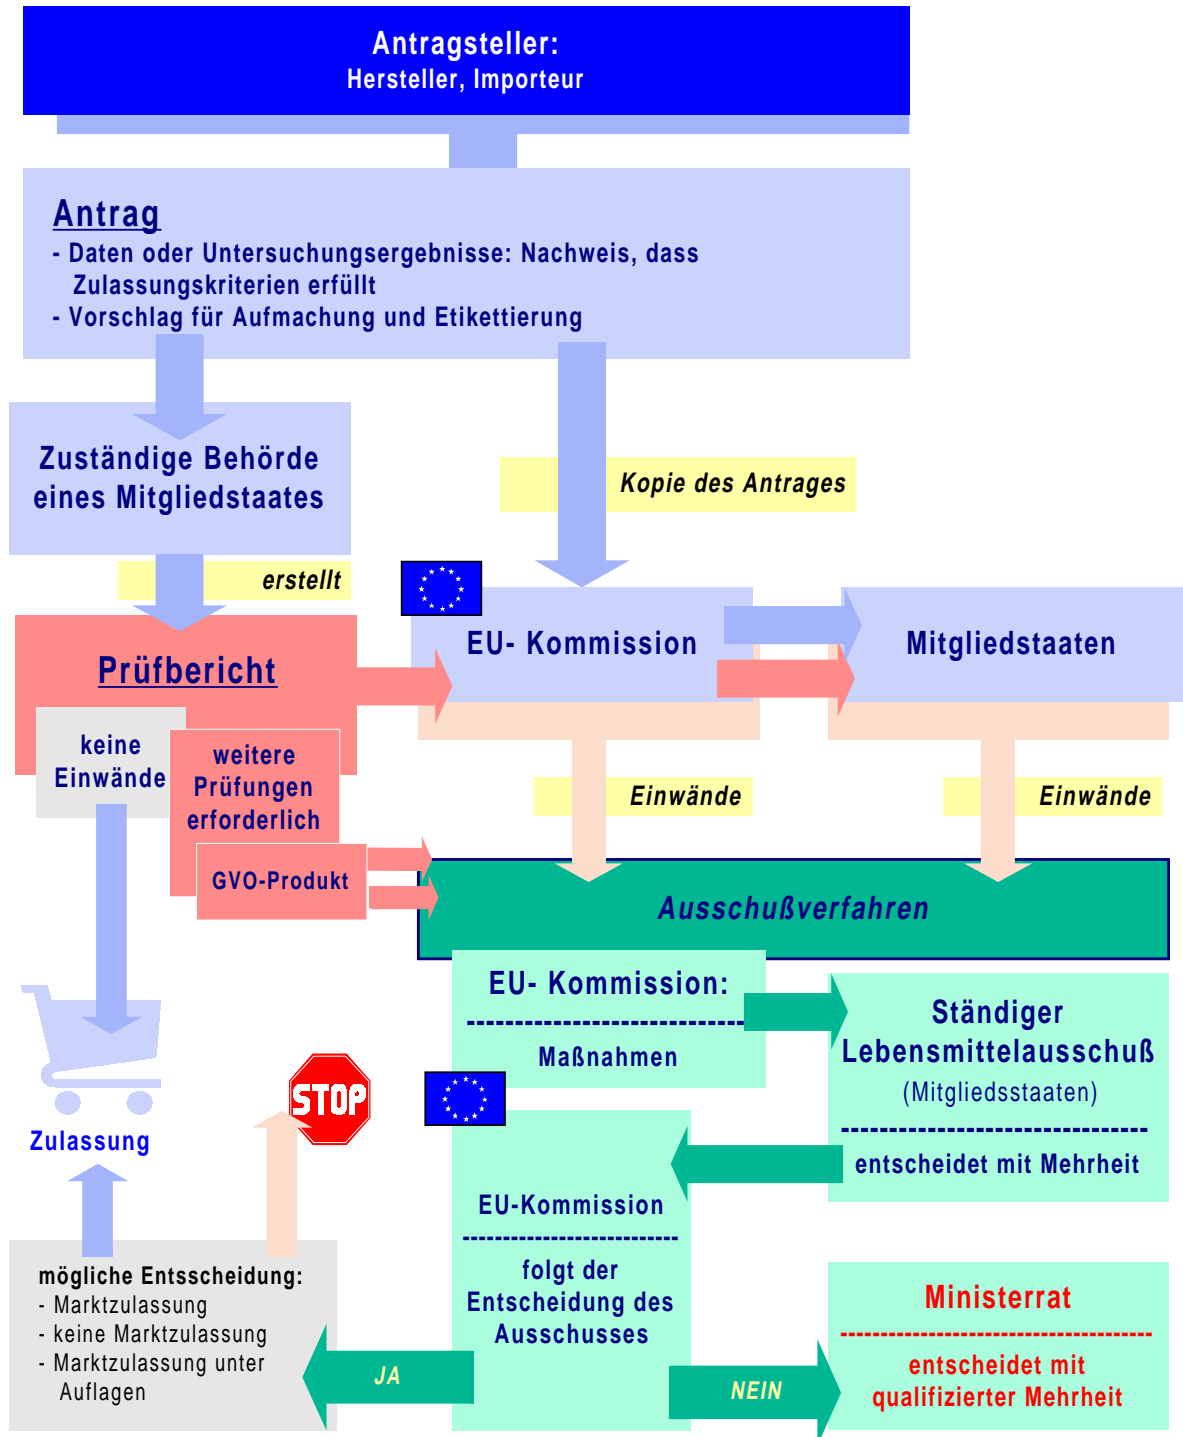 Antragsteller:
Hersteller, Importeur
Antrag
- Daten oder Untersuchungsergebnisse: Nachweis, dass
Zulassungskriterien erfüllt
- Vorschlag für Aufmachung und Etikettierung
Zuständige Behörde
eines Mitgliedstaates
Kopie des Antrages
erstellt
Prüfbericht
EU- Kommission
Mitgliedstaaten
keine
Einwände
weitere
Prüfungen
erforderlich
GVO-Produkt
Einwände
Einwände
Ausschußverfahren
EU- Kommission:
------------------------------
Maßnahmen
Ständiger
Lebensmittelausschuß
(Mitgliedsstaaten)
--------------------------------
entscheidet mit Mehrheit
STOP
Zulassung
EU-Kommission
---------------------------
folgt der
Entscheidung des
Ausschusses
mögliche Entsscheidung:
- Marktzulassung
- keine Marktzulassung
- Marktzulassung unter
Auflagen
JA
NEIN
Ministerrat
---------------------------------------
entscheidet mit
qualifizierter Mehrheit